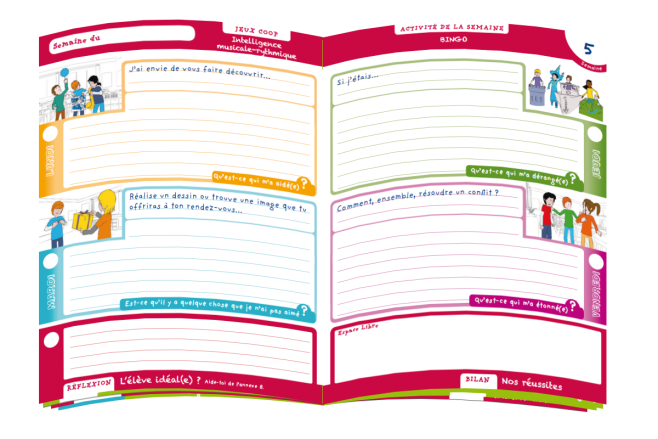 Semaine du
JEUX COOP
Intelligence
musicale-rythmique
J'ai envie de vous faire découvrir...
LUNDI
Qu'est-ce qui m'a aidé(e) ?
Réalise un dessin ou trouve une image que tu
offriras à ton rendez-vous...
MARDI
Est-ce qu'il y a quelque chose que je n'ai pas aimé ?
RÉFLEXION L'élève idéal(e) ? Aide-toi de l'annexe 2.
ACTIVITÉ DE LA SEMAINE
BINGO
5
Semaine
Si j'étais...
JEUDI
Qu'est-ce qui m'a dérangé(e) ?
Comment, ensemble, résoudre un conflit ?
VENDREDI
Qu'est-ce qui m'a étonné(e) ?
Espace Libre
BILAN Nos réussites